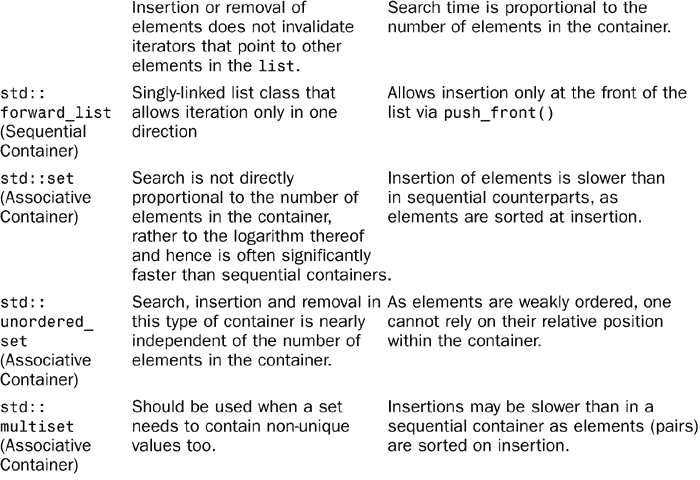 Insertion or removal of
elements does not invalidate
iterators that point to other
elements in the list.
Search time is proportional to the
number of elements in the container.
std::
forward_list
(Sequential
Container)
Singly-linked list class that
allows iteration only in one
direction
Allows insertion only at the front of the
list via push_front()
std::set
(Associative
Container)
Search is not directly
proportional to the number of
elements in the container,
rather to the logarithm thereof
and hence is often significantly
faster than sequential containers.
Insertion of elements is slower than
in sequential counterparts, as
elements are sorted at insertion.
std::
unordered_
set
(Associative
Container)
Search, insertion and removal in
this type of container is nearly
independent of the number of
elements in the container.
As elements are weakly ordered, one
cannot rely on their relative position
within the container.
std::
multiset
(Associative
Container)
Should be used when a set
needs to contain non-unique
values too.
Insertions may be slower than in a
sequential container as elements (pairs)
are sorted on insertion.